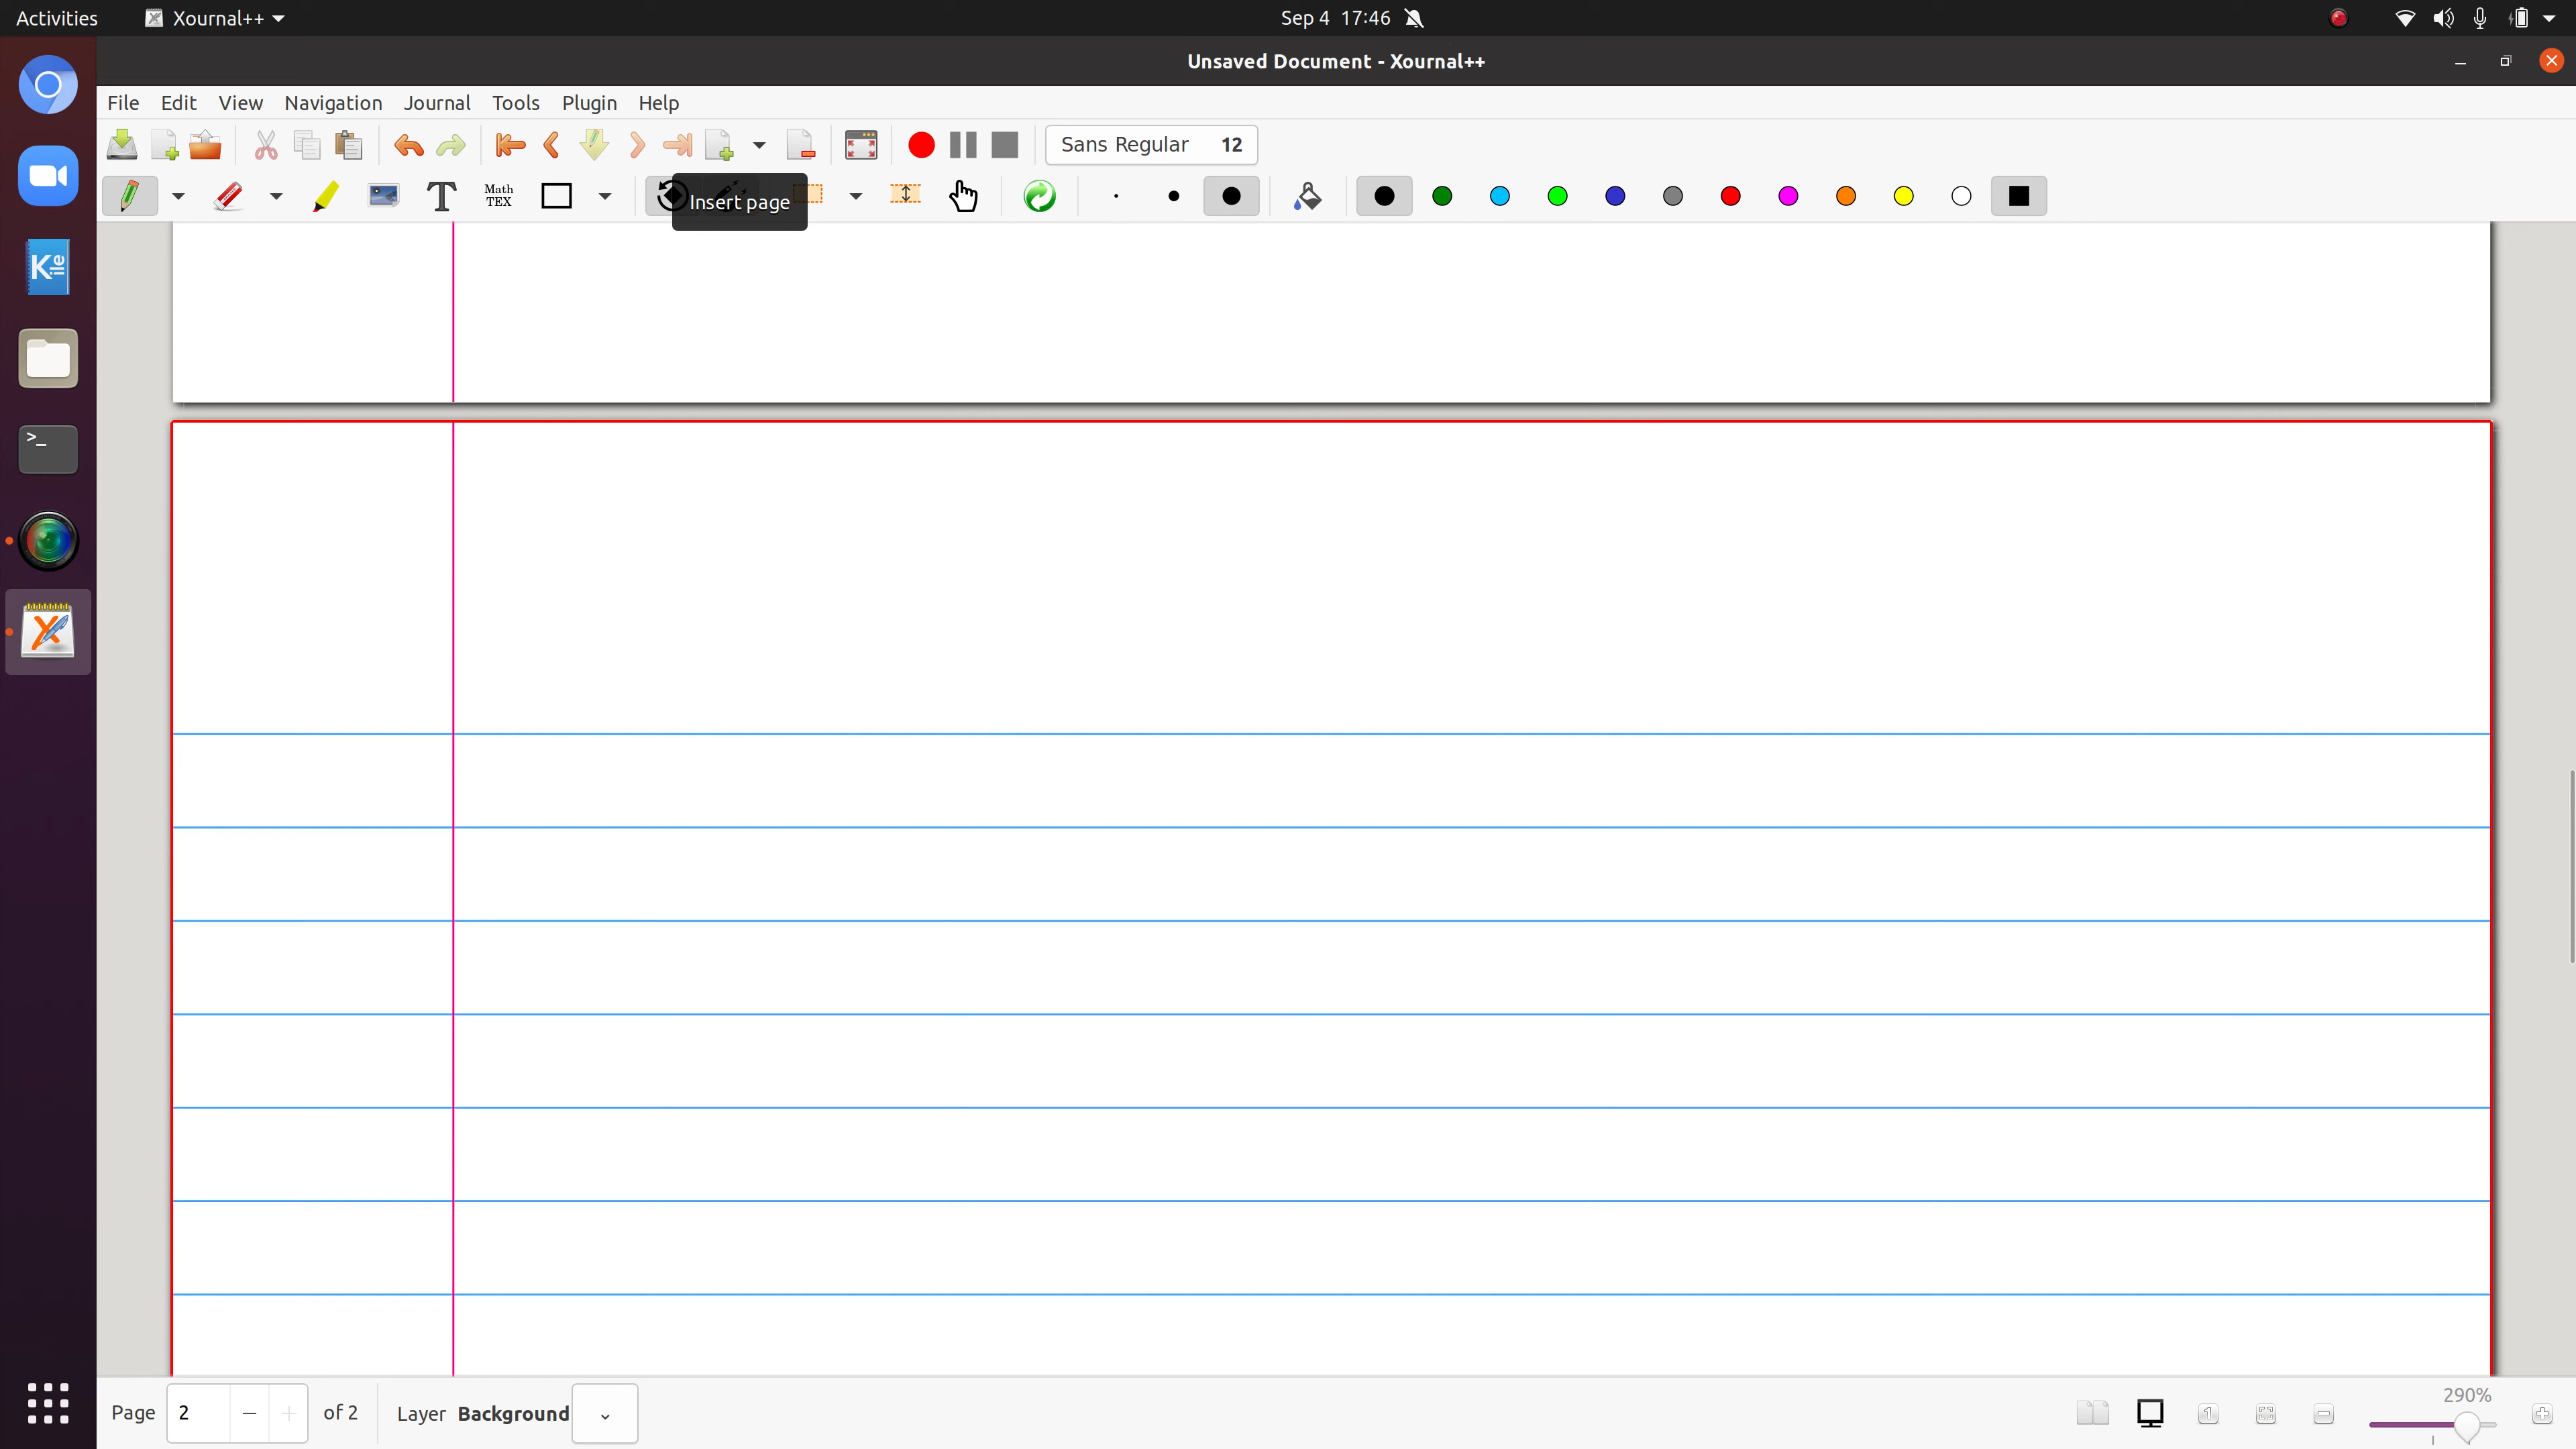 Activities Xournal++ Sep 4 17:46
Unsaved Document - Xournal++
File Edit View Navigation Journal Tools Plugin Help
Sans Regular 12
Math
TEX
Insert page
Kile
>_
Page 2 of 2 Layer Background
290%